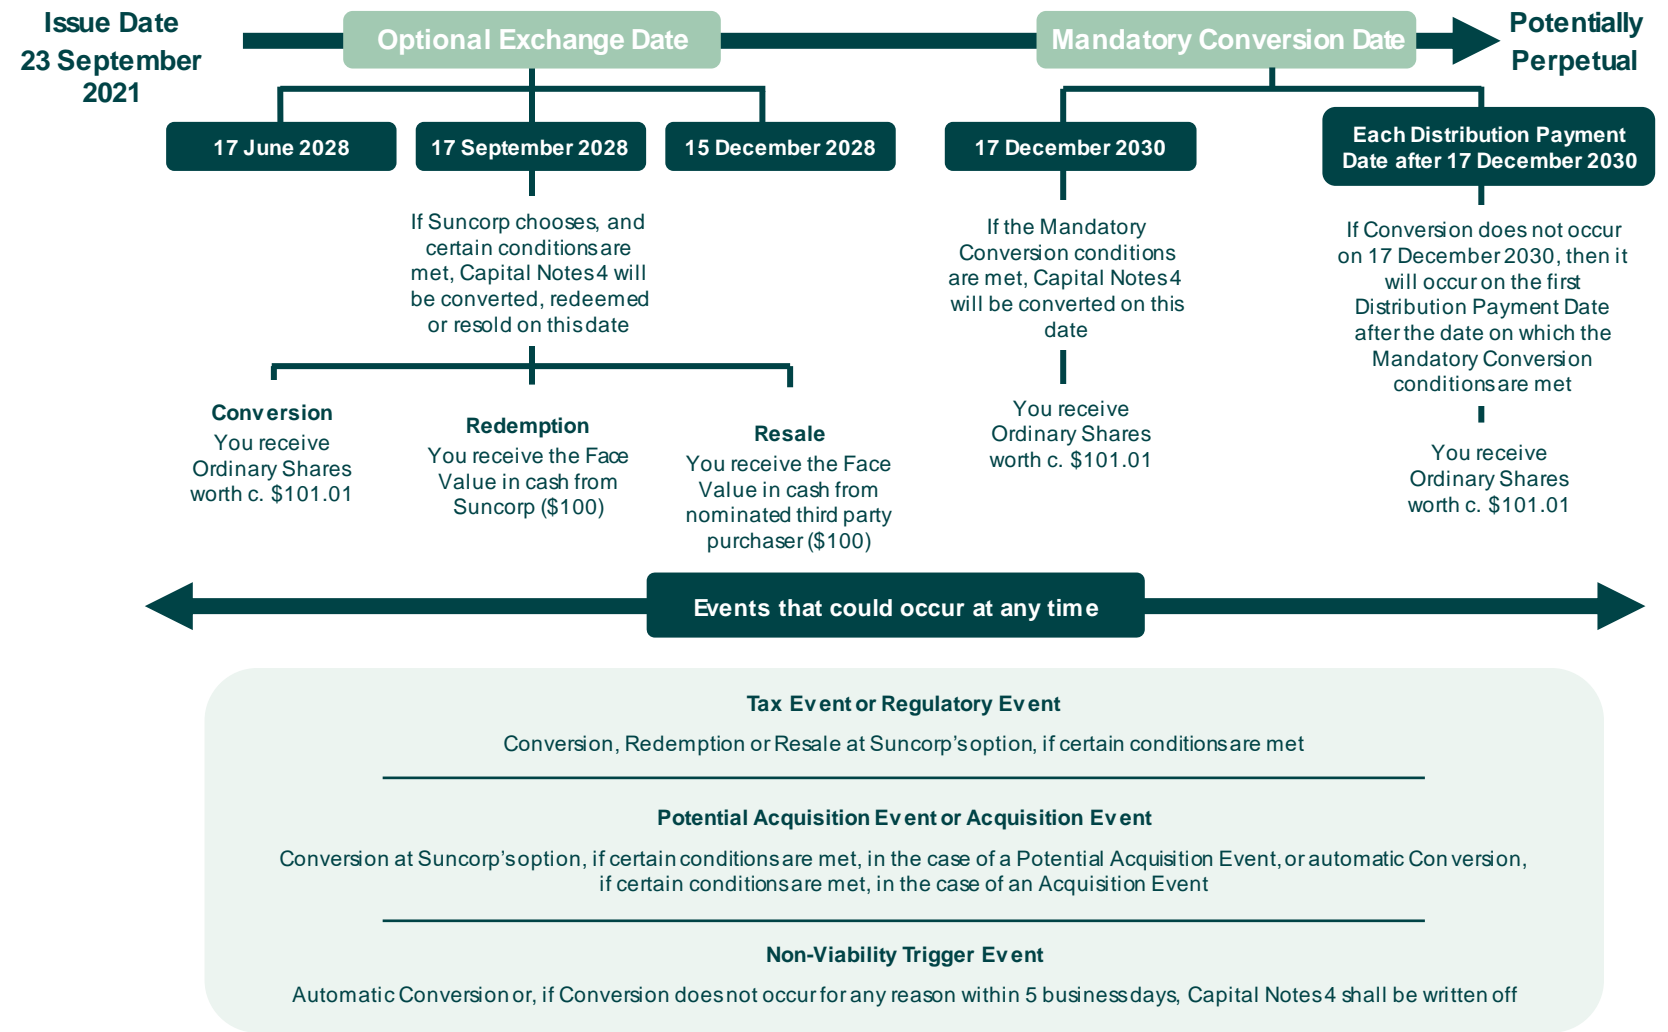 Issue Date
23 September
2021
Optional Exchange Date
Mandatory Conversion Date
Potentially
Perpetual
17 June 2028
17 September 2028
15 December 2028
17 December 2030
Each Distribution Payment
Date after 17 December 2030
If Suncorp chooses, and
certain conditions are
met, Capital Notes 4 will
be converted, redeemed
or resold on this date
If the Mandatory
Conversion conditions
are met, Capital Notes 4
will be converted on this
date
If Conversion does not occur
on 17 December 2030, then it
will occur on the first
Distribution Payment Date
after the date on which the
Mandatory Conversion
conditions are met
Conversion
You receive
Ordinary Shares
worth c. $101.01
Redemption
You receive the Face
Value in cash from
Suncorp ($100)
Resale
You receive the Face
Value in cash from
nominated third party
purchaser ($100)
You receive
Ordinary Shares
worth c. $101.01
You receive
Ordinary Shares
worth c. $101.01
Events that could occur at any time
Tax Event or Regulatory Event
Conversion, Redemption or Resale at Suncorp's option, if certain conditions are met
Potential Acquisition Event or Acquisition Event
Conversion at Suncorp's option, if certain conditions are met, in the case of a Potential Acquisition Event, or automatic Conversion,
if certain conditions are met, in the case of an Acquisition Event
Non-Viability Trigger Event
Automatic Conversion or, if Conversion does not occur for any reason within 5 business days, Capital Notes 4 shall be written off